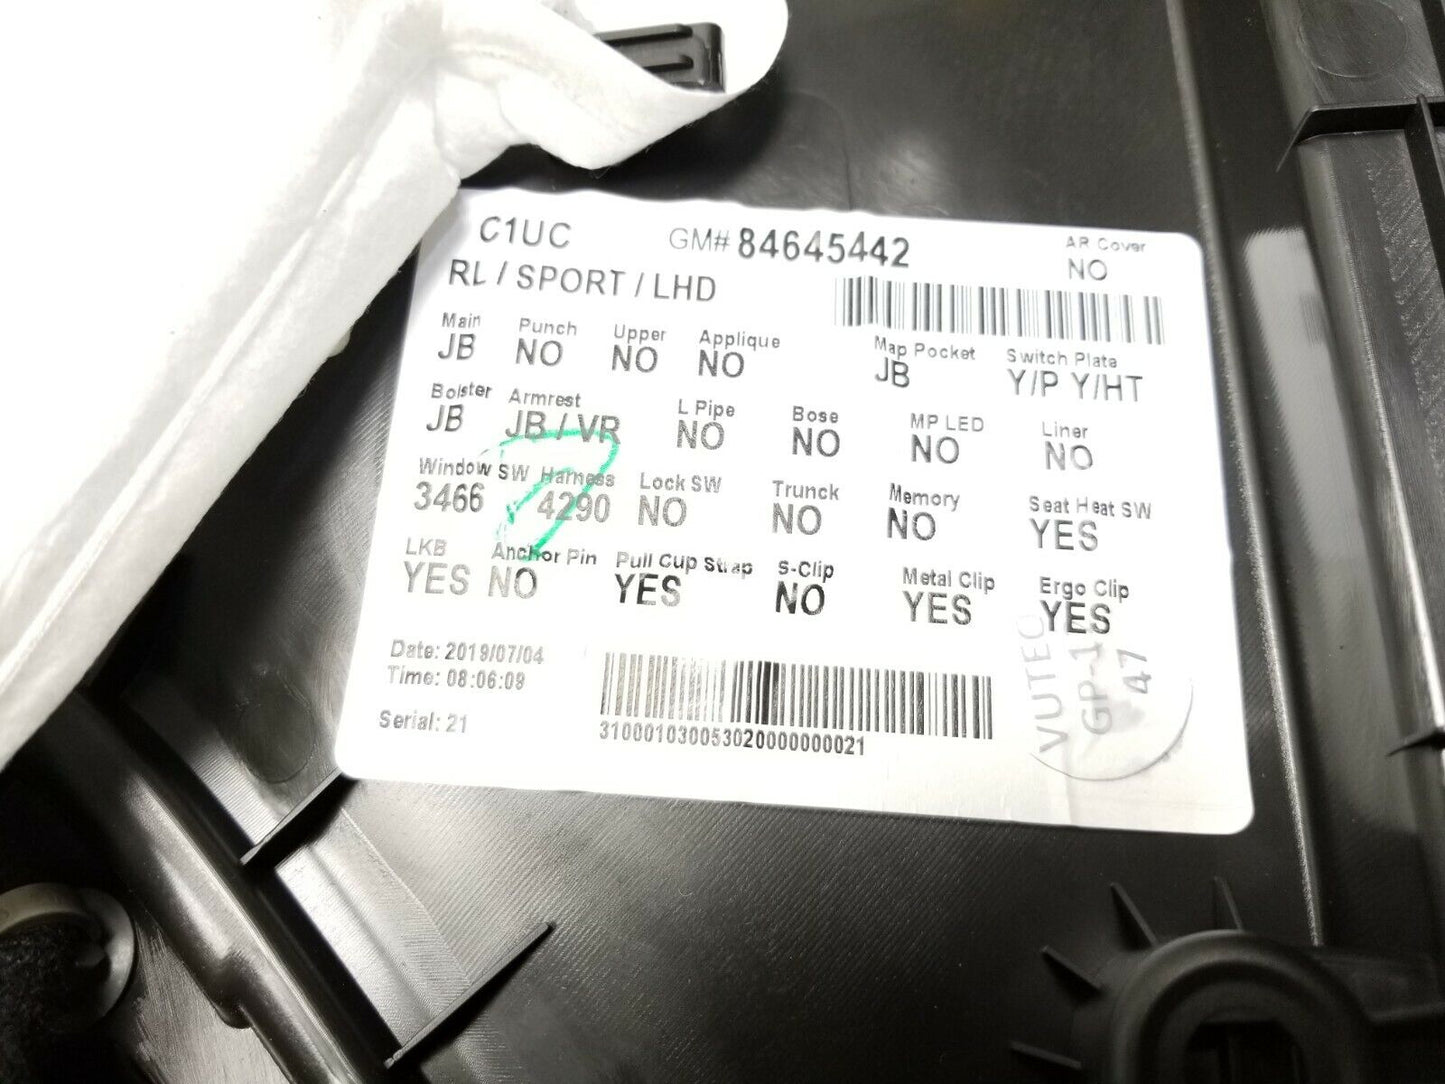 C1UC GM# 84645442 AR Cover
NO
RL / SPORT / LHD
Main Punch Upper Applique Map Pocket Switch Plate
JB NO NO NO JB Y/P Y/HT
Bolster Armrest L Pipe Bose MP LED Liner
JB JB / VR NO NO NO NO
Window SW Harness Lock SW Trunck Memory Seat Heat SW
3466 4290 NO NO NO YES
LKB Anchor Pin Pull Cup Strap S-Clip Metal Clip Ergo Clip
YES NO YES NO YES YES
Date: 2019/07/04
Time: 08:06:09
Serial: 21
3100010300530200000000021
VUTEC
GP-1
47